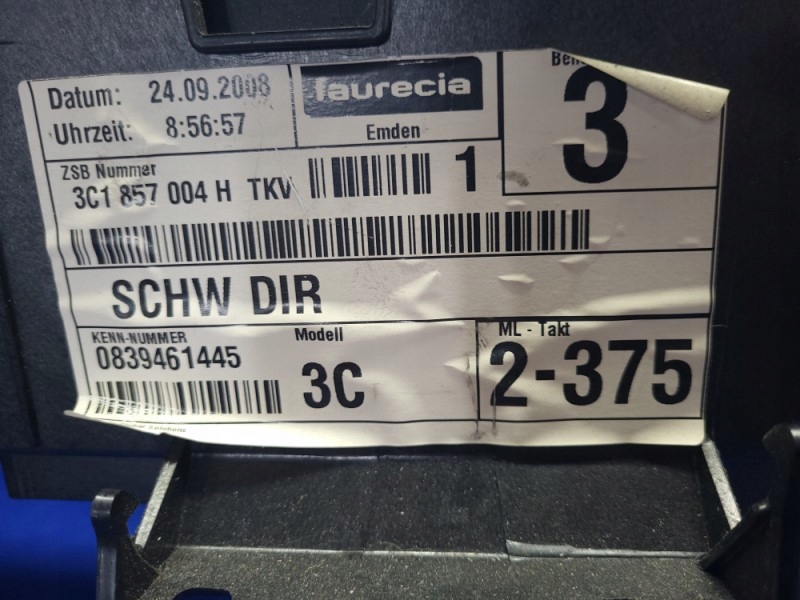 Datum: 24.09.2008
Uhrzeit: 8:56:57
faurecia
Emden
3
ZSB Nummer
3C1 857 004 H TKV
1
SCHW DIR
KENN-NUMMER
0839461445
Modell
3C
ML - Takt
2-375